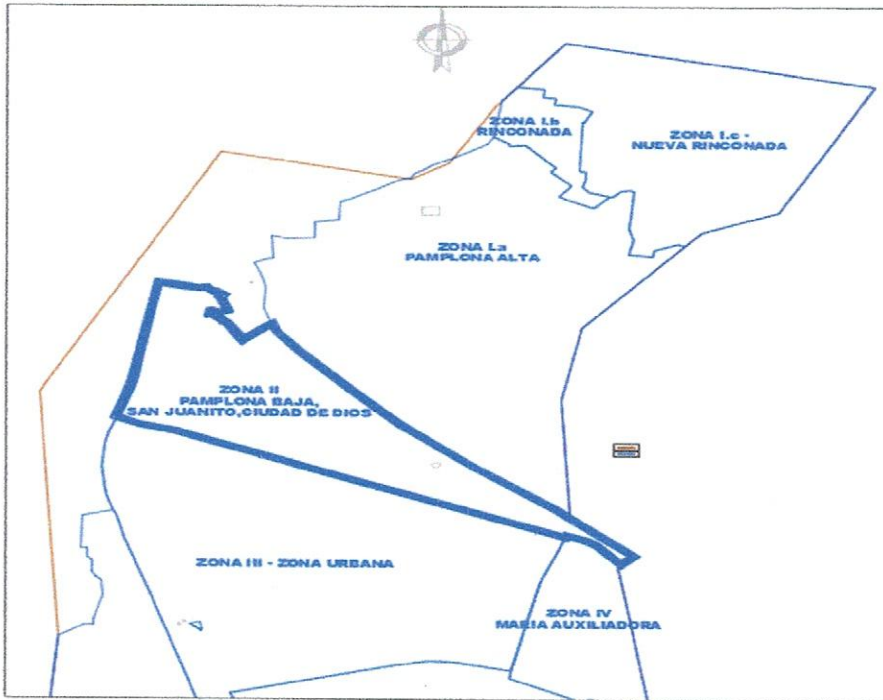 ZONA I.b
RINCONADA
ZONA I.c -
NUEVA RINCONADA
ZONA I.a
PAMPLONA ALTA
ZONA II
PAMPLONA BAJA,
SAN JUANITO,CIUDAD DE DIOS
ZONA III - ZONA URBANA
ZONA IV
MARIA AUXILIADORA